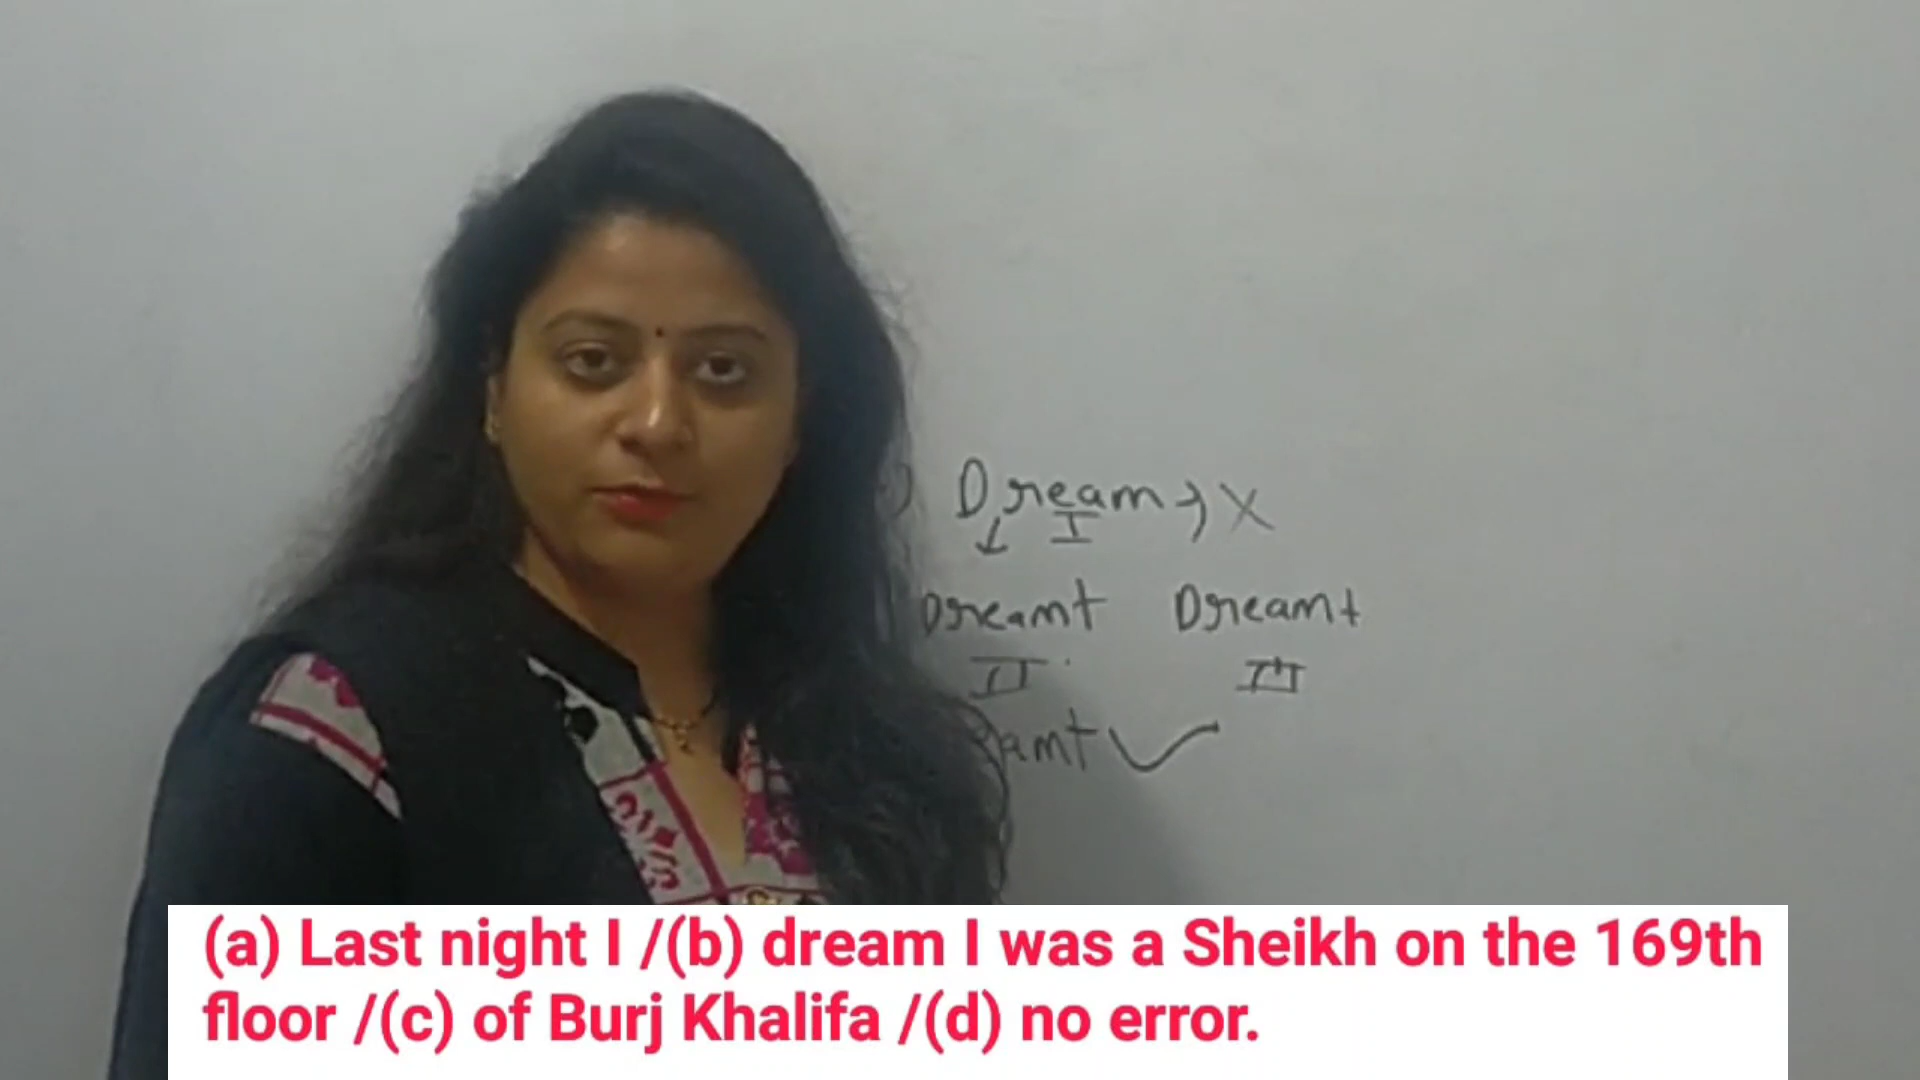 Dream → X
I
Dreamt Dreamt
II III
eamt ✓
(a) Last night I /(b) dream I was a Sheikh on the 169th
floor /(c) of Burj Khalifa /(d) no error.